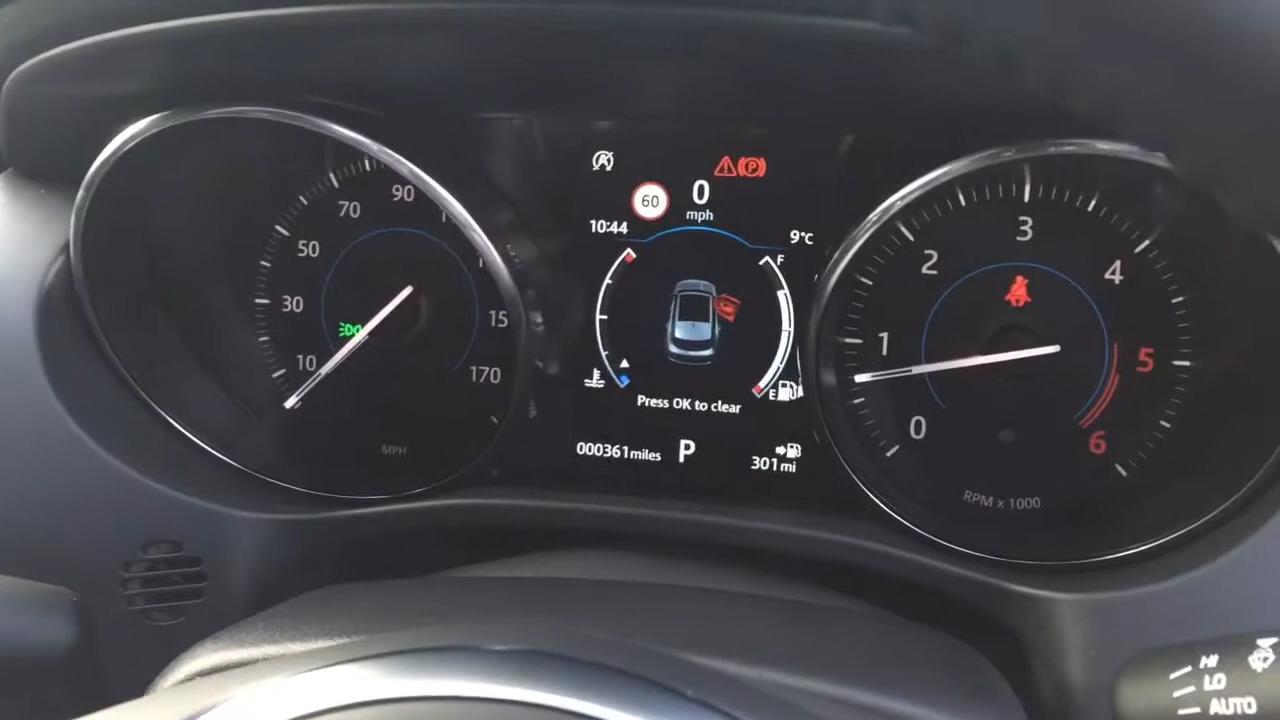 90
70
50
30
10
15
170
MPH
60
0
mph
10:44
9°C
F
E
Press OK to clear
000361miles
P
301mi
3
2
4
1
5
0
6
RPM x 1000
HI
LO
AUTO